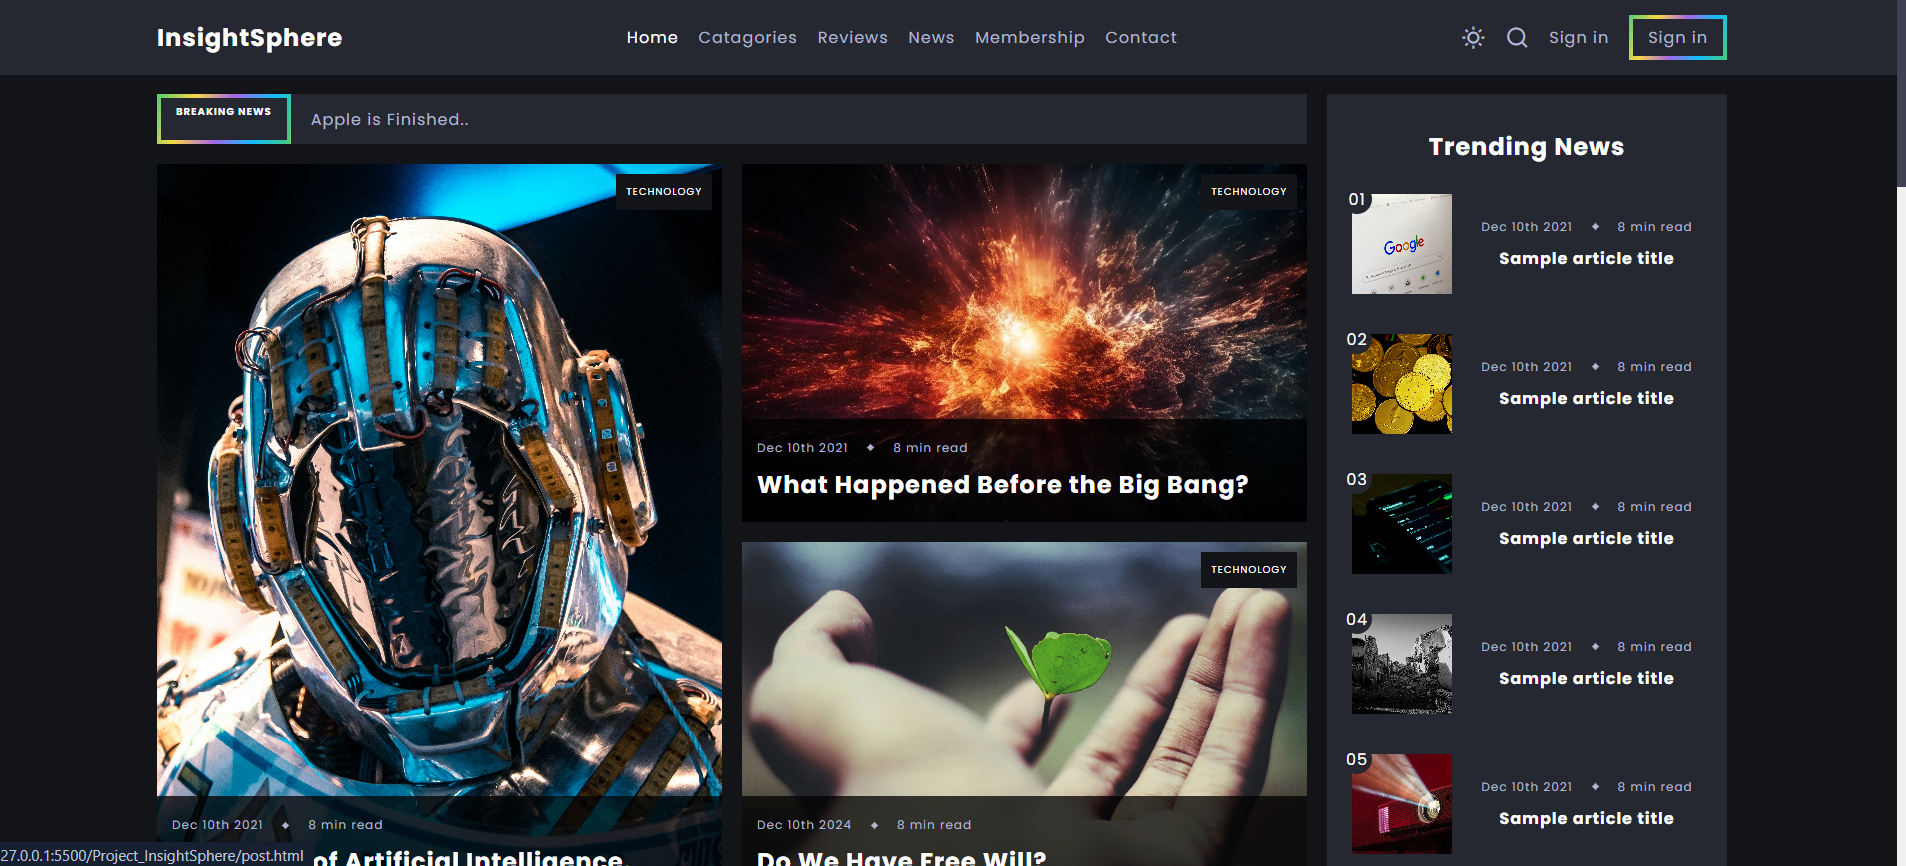 InsightSphere
Home Catagories Reviews News Membership Contact
Sign in Sign in
BREAKING NEWS
Apple is Finished..
TECHNOLOGY
Dec 10th 2021 8 min read
of Artificial Intelligence.
TECHNOLOGY
Dec 10th 2021 8 min read
What Happened Before the Big Bang?
TECHNOLOGY
Dec 10th 2024 8 min read
Do We Have Free Will?
Trending News
01
Google
Dec 10th 2021 8 min read
Sample article title
02
Dec 10th 2021 8 min read
Sample article title
03
Dec 10th 2021 8 min read
Sample article title
04
Dec 10th 2021 8 min read
Sample article title
05
Dec 10th 2021 8 min read
Sample article title
27.0.0.1:5500/Project_InsightSphere/post.html